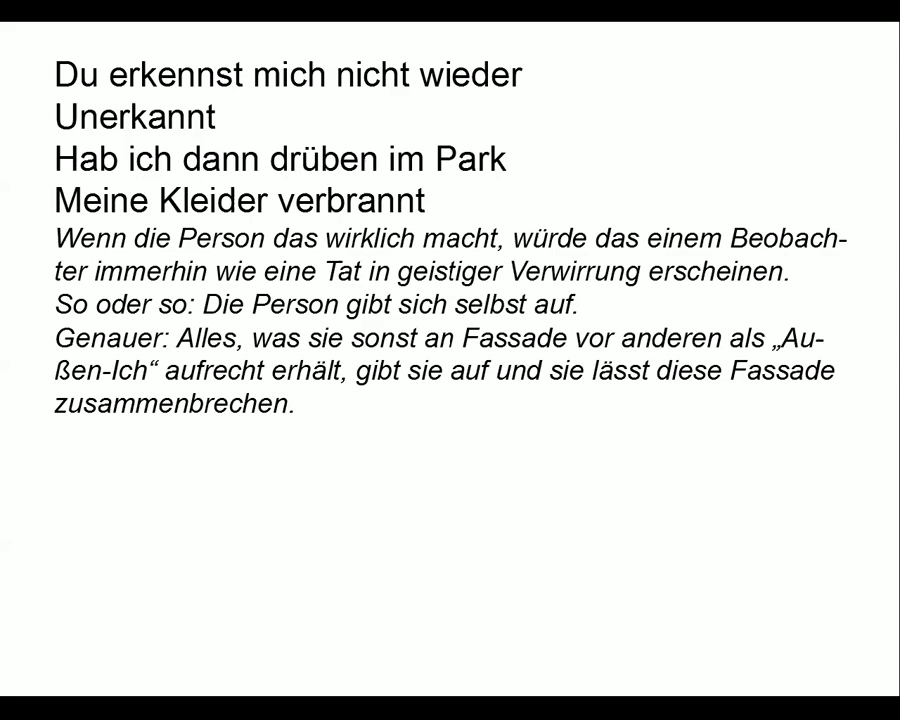 Du erkennst mich nicht wieder
Unerkannt
Hab ich dann drüben im Park
Meine Kleider verbrannt
Wenn die Person das wirklich macht, würde das einem Beobach-
ter immerhin wie eine Tat in geistiger Verwirrung erscheinen.
So oder so: Die Person gibt sich selbst auf.
Genauer: Alles, was sie sonst an Fassade vor anderen als „Au-
ßen-Ich“ aufrecht erhält, gibt sie auf und sie lässt diese Fassade
zusammenbrechen.